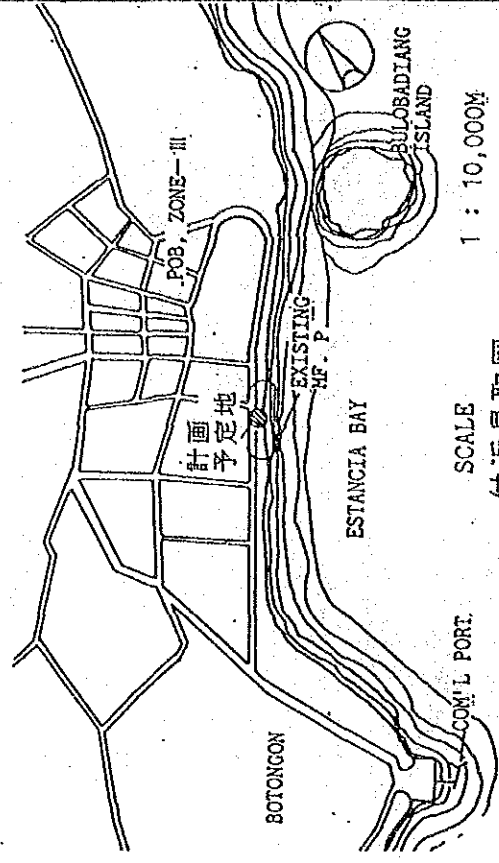 BULOBADIANG
ISLAND
POB, ZONE—III
計画
予定地
EXISTING
MF. P
ESTANCIA BAY
BOTONGON
COM'L PORT.
SCALE 1 : 10,000M